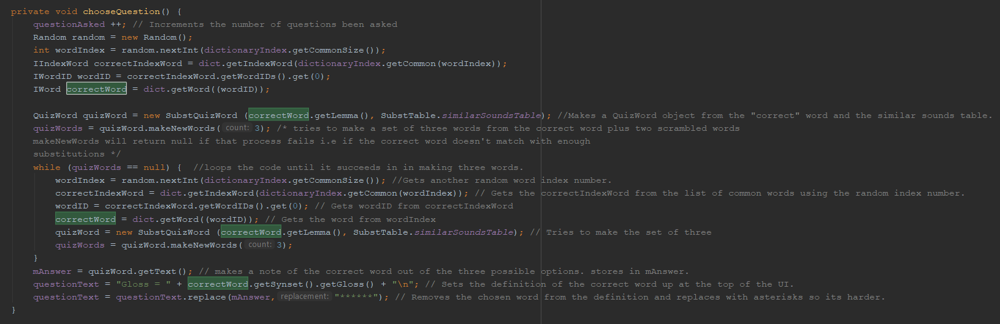 private void chooseQuestion() {
questionAsked ++; // Increments the number of questions been asked
Random random = new Random();
int wordIndex = random.nextInt(dictionaryIndex.getCommonSize());
IIndexWord correctIndexWord = dict.getIndexWord(dictionaryIndex.getCommon(wordIndex));
IWordID wordID = correctIndexWord.getWordIDs().get(0);
IWord correctWord = dict.getWord((wordID));
QuizWord quizWord = new SubstQuizWord (correctWord.getLemma(), SubstTable.similarSoundsTable); //Makes a QuizWord object from the "correct" word and the similar sounds table.
quizWords = quizWord.makeNewWords( count: 3); /* tries to make a set of three words from the correct word plus two scrambled words
makeNewWords will return null if that process fails i.e if the correct word doesn't match with enough
substitutions */
while (quizWords == null) {  //loops the code until it succeeds in in making three words.
wordIndex = random.nextInt(dictionaryIndex.getCommonSize()); //Gets another random word index number.
correctIndexWord = dict.getIndexWord(dictionaryIndex.getCommon(wordIndex)); // Gets the correctIndexWord from the list of common words using the random index number.
wordID = correctIndexWord.getWordIDs().get(0); // Gets wordID from correctIndexWord
correctWord = dict.getWord((wordID)); // Gets the word from wordIndex
quizWord = new SubstQuizWord (correctWord.getLemma(), SubstTable.similarSoundsTable); // Tries to make the set of three
quizWords = quizWord.makeNewWords( count: 3);
}
mAnswer = quizWord.getText(); // makes a note of the correct word out of the three possible options. stores in mAnswer.
questionText = "Gloss = " + correctWord.getSynset().getGloss() + "\n"; // Sets the definition of the correct word up at the top of the UI.
questionText = questionText.replace(mAnswer, replacement: "******"); // Removes the chosen word from the definition and replaces with asterisks so its harder.
}